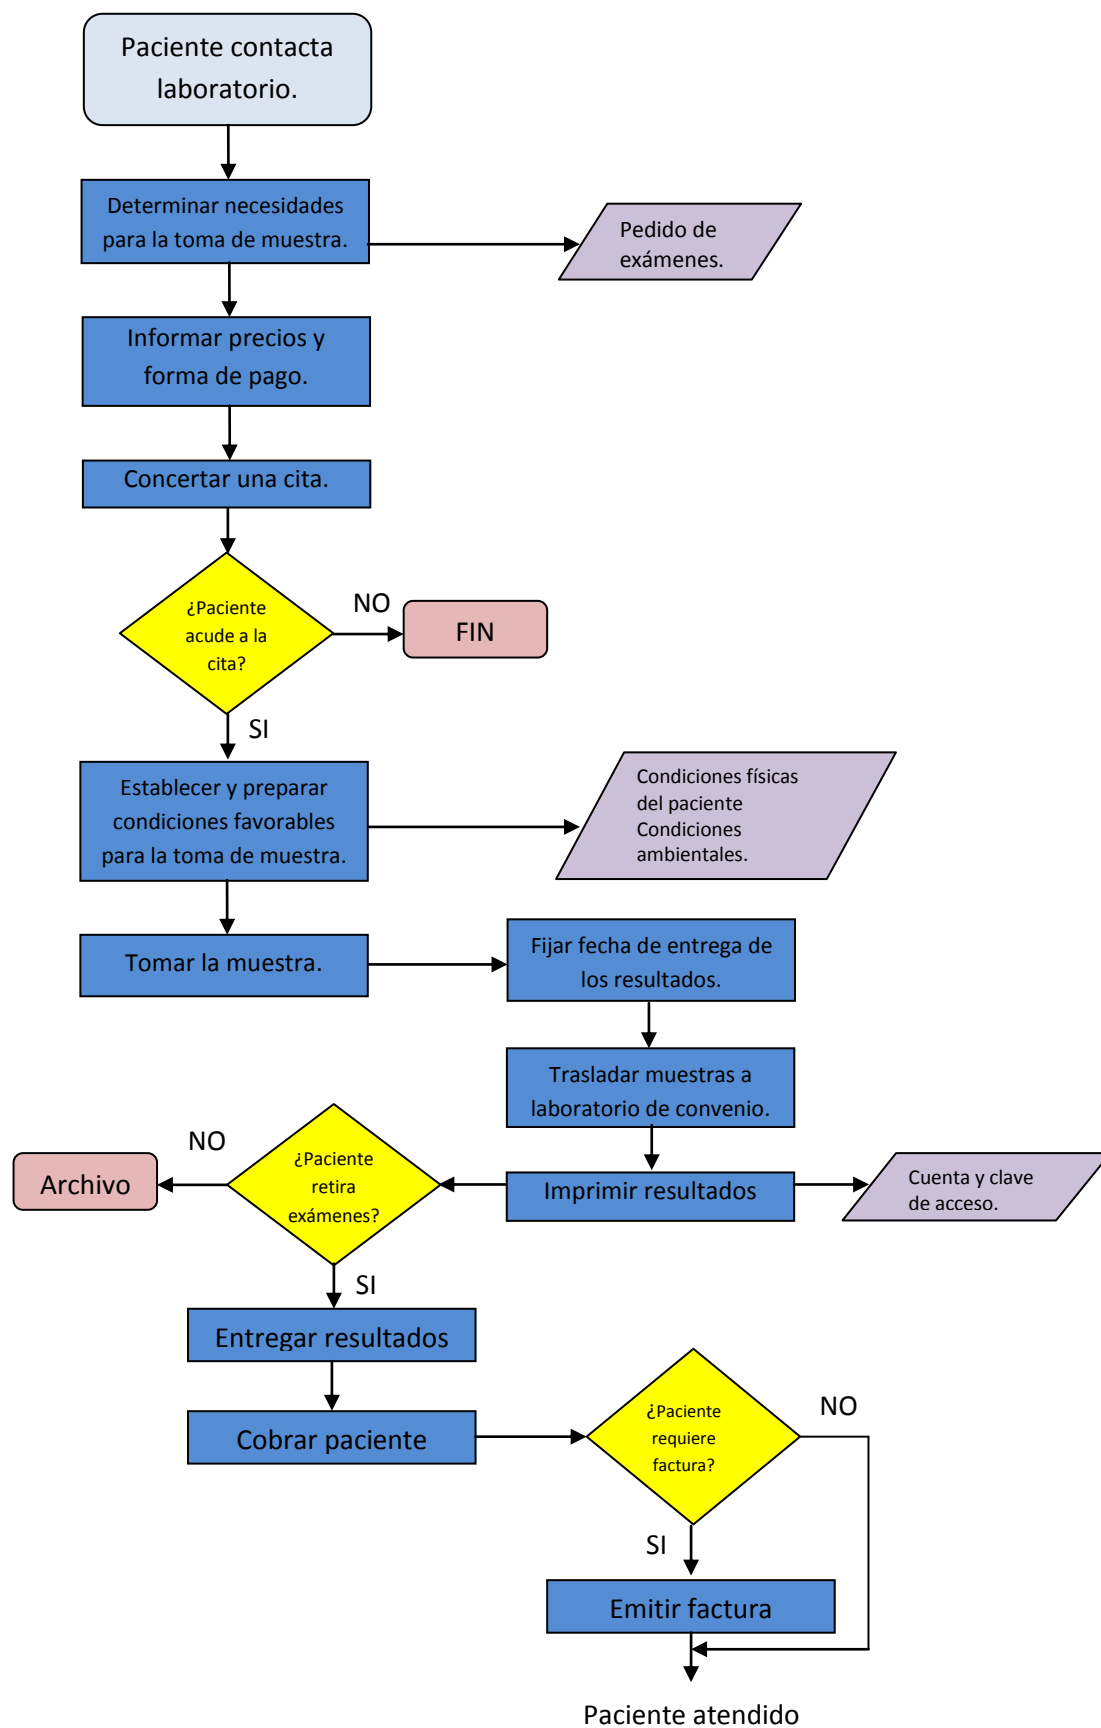 Paciente contacta
laboratorio.
Determinar necesidades
para la toma de muestra.
Pedido de
exámenes.
Informar precios y
forma de pago.
Concertar una cita.
¿Paciente
acude a la
cita?
NO
FIN
SI
Establecer y preparar
condiciones favorables
para la toma de muestra.
Condiciones físicas
del paciente
Condiciones
ambientales.
Tomar la muestra.
Fijar fecha de entrega de
los resultados.
Trasladar muestras a
laboratorio de convenio.
Imprimir resultados
Cuenta y clave
de acceso.
¿Paciente
retira
exámenes?
NO
Archivo
SI
Entregar resultados
Cobrar paciente
¿Paciente
requiere
factura?
NO
SI
Emitir factura
Paciente atendido